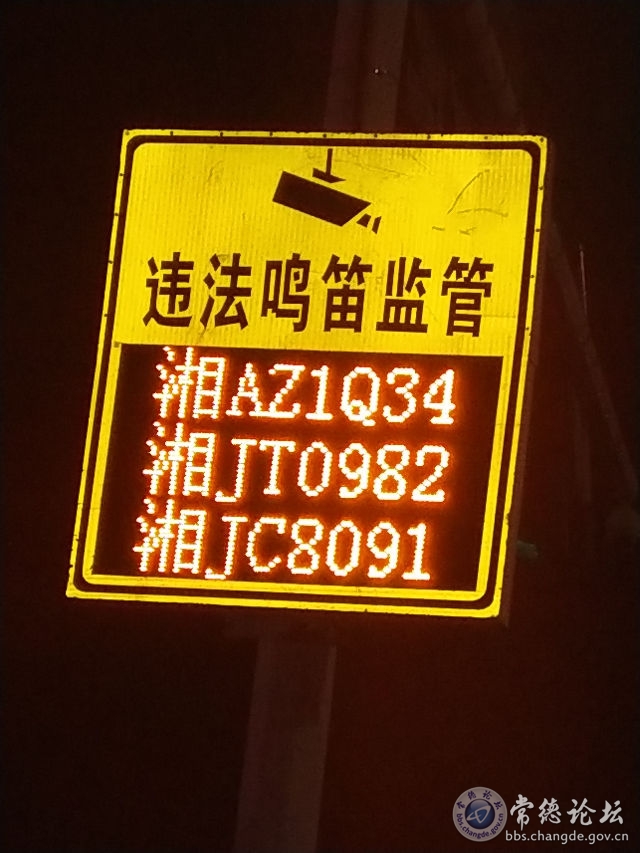 违法鸣笛监管
湘AZ1Q34
湘JT0982
湘JC8091
常德论坛
bbs.changde.gov.cn